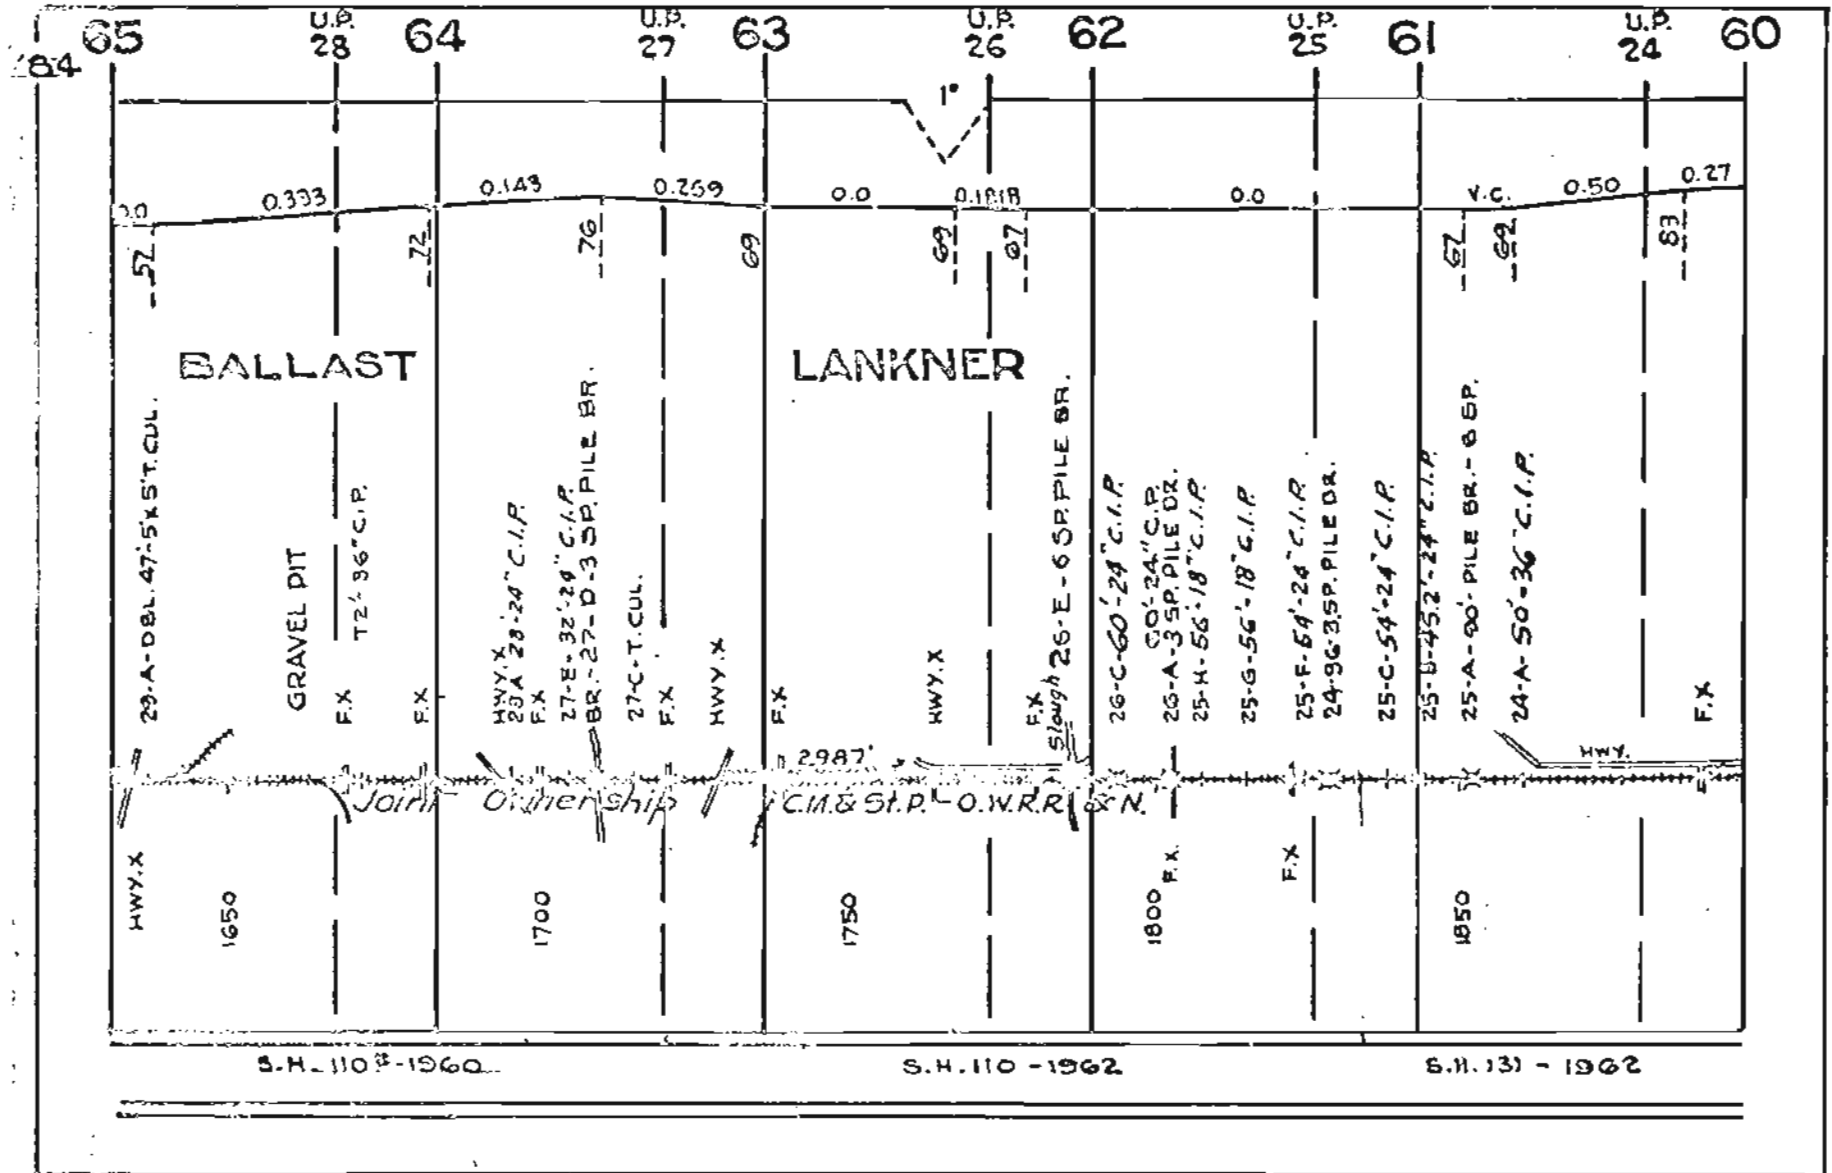 65
U.P.
28
64
U.P.
27
63
U.P.
26
62
U.P.
25
61
U.P.
24
60
184
1°
0.0
0.333
0.143
0.259
0.0
0.1818
0.0
V.C.
0.50
0.27
57
72
76
69
69
67
67
69
83
BALLAST
LANKNER
29-A-DBL.47'-5'x5'T.CUL.
GRAVEL PIT
72'-36" C.I.P.
F.X
F.X
HWY.X
28A 28'-24" C.I.P.
F.X
27-E-32'-24" C.I.P.
BR.-27-D-3 SP. PILE BR.
27-C-T.CUL.
F.X
HWY.X
F.X
HWY.X
F.X
Slough
26-E-6 SP. PILE BR.
26-C-60'-24" C.I.P.
60'-24" C.P.
26-A-3 SP. PILE BR.
25-H-56'-18" C.I.P.
25-G-56'-18" C.I.P.
25-F-54'-24" C.I.P.
24-96-3 SP. PILE BR.
25-C-54'-24" C.I.P.
25-B-45.2'-24" C.I.P.
25-A-90'-PILE BR.-6 SP.
24-A-50'-36" C.I.P.
F.X
2987'
HWY.
Joint Ownership C.M.& St.P.-O.W.R.R. & N.
HWY.X
1650
1700
1750
1800
F.X
F.X
1850
S.H.-110#-1960
S.H.110-1962
S.H.131-1962